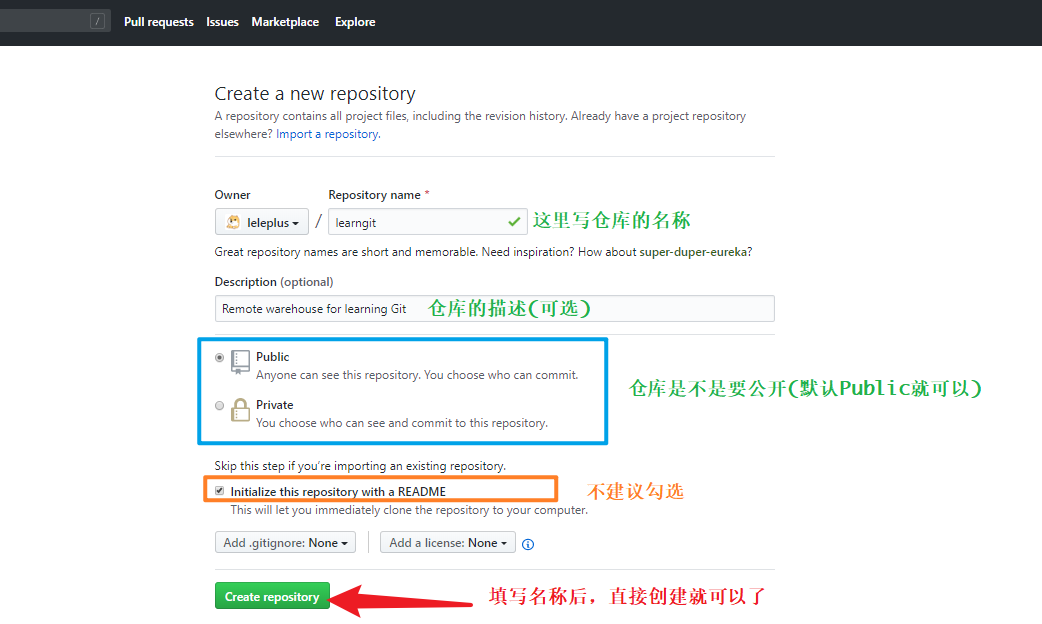 / Pull requests Issues Marketplace Explore
Create a new repository
A repository contains all project files, including the revision history. Already have a project repository
elsewhere? Import a repository.
Owner Repository name *
leleplus / learngit 这里写仓库的名称
Great repository names are short and memorable. Need inspiration? How about super-duper-eureka?
Description (optional)
Remote warehouse for learning Git 仓库的描述(可选)
Public
Anyone can see this repository. You choose who can commit.
仓库是不是要公开(默认Public就可以)
Private
You choose who can see and commit to this repository.
Skip this step if you're importing an existing repository.
Initialize this repository with a README 不建议勾选
This will let you immediately clone the repository to your computer.
Add .gitignore: None Add a license: None
Create repository 填写名称后，直接创建就可以了